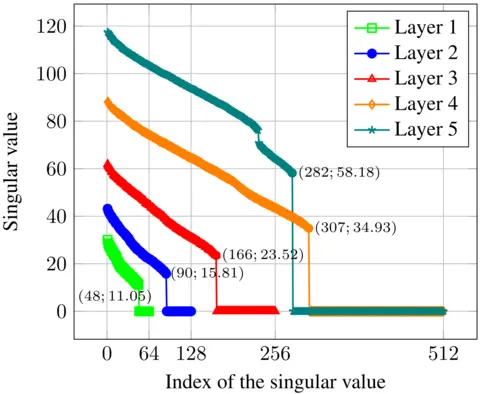 120
100
80
60
40
20
0
Singular value
Layer 1
Layer 2
Layer 3
Layer 4
Layer 5
(282; 58.18)
(307; 34.93)
(166; 23.52)
(90; 15.81)
(48; 11.05)
0 64 128 256 512
Index of the singular value